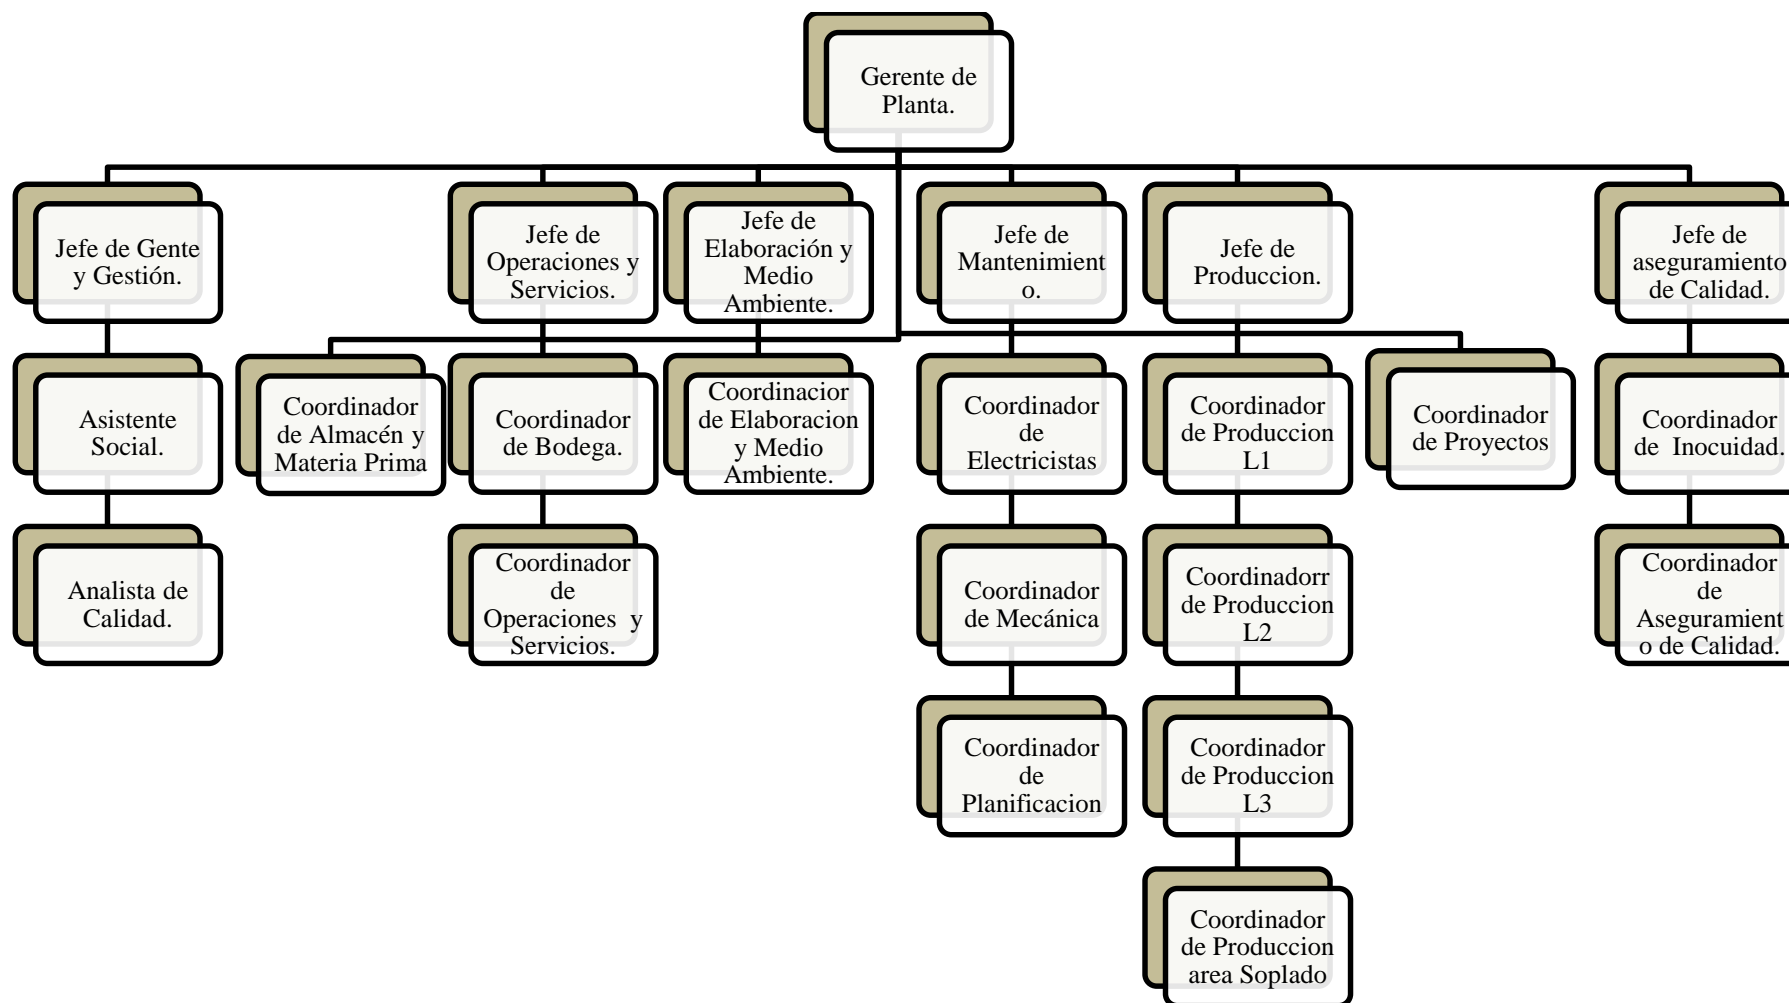 Gerente de
Planta.
Jefe de Gente
y Gestión.
Jefe de
Operaciones y
Servicios.
Jefe de
Elaboración y
Medio
Ambiente.
Jefe de
Mantenimient
o.
Jefe de
Produccion.
Jefe de
aseguramiento
de Calidad.
Asistente
Social.
Coordinador
de Almacén y
Materia Prima
Coordinador
de Bodega.
Coordinacior
de Elaboracion
y Medio
Ambiente.
Coordinador
de
Electricistas
Coordinador
de Produccion
L1
Coordinador
de Proyectos
Coordinador
de Inocuidad.
Analista de
Calidad.
Coordinador
de
Operaciones y
Servicios.
Coordinador
de Mecánica
Coordinadorr
de Produccion
L2
Coordinador
de
Aseguramient
o de Calidad.
Coordinador
de
Planificacion
Coordinador
de Produccion
L3
Coordinador
de Produccion
area Soplado